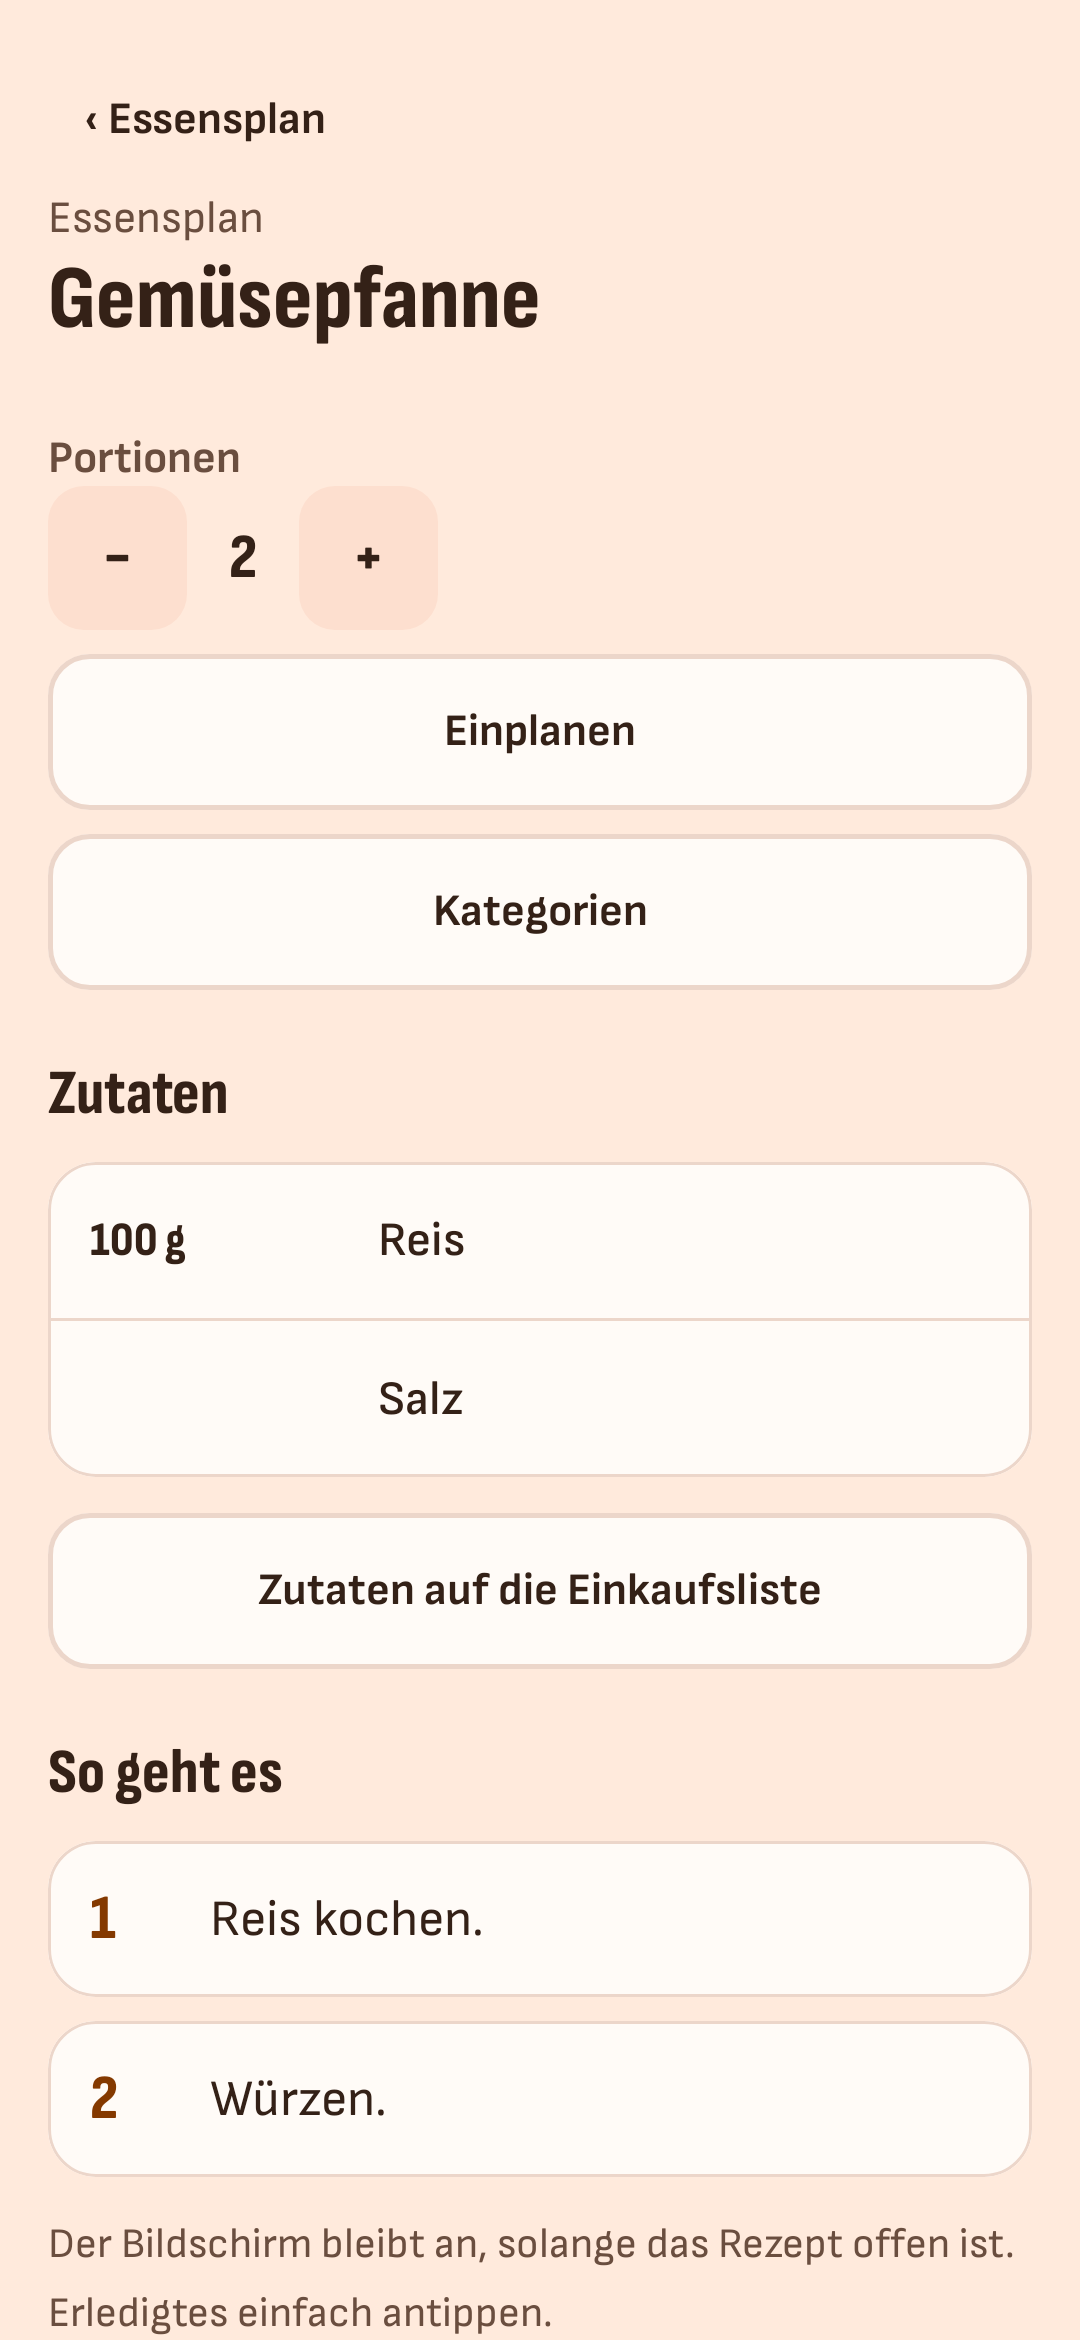 ‹ Essensplan
Essensplan
Gemüsepfanne
Portionen
− 2 +
Einplanen
Kategorien
Zutaten
100 g Reis
Salz
Zutaten auf die Einkaufsliste
So geht es
1 Reis kochen.
2 Würzen.
Der Bildschirm bleibt an, solange das Rezept offen ist.
Erledigtes einfach antippen.